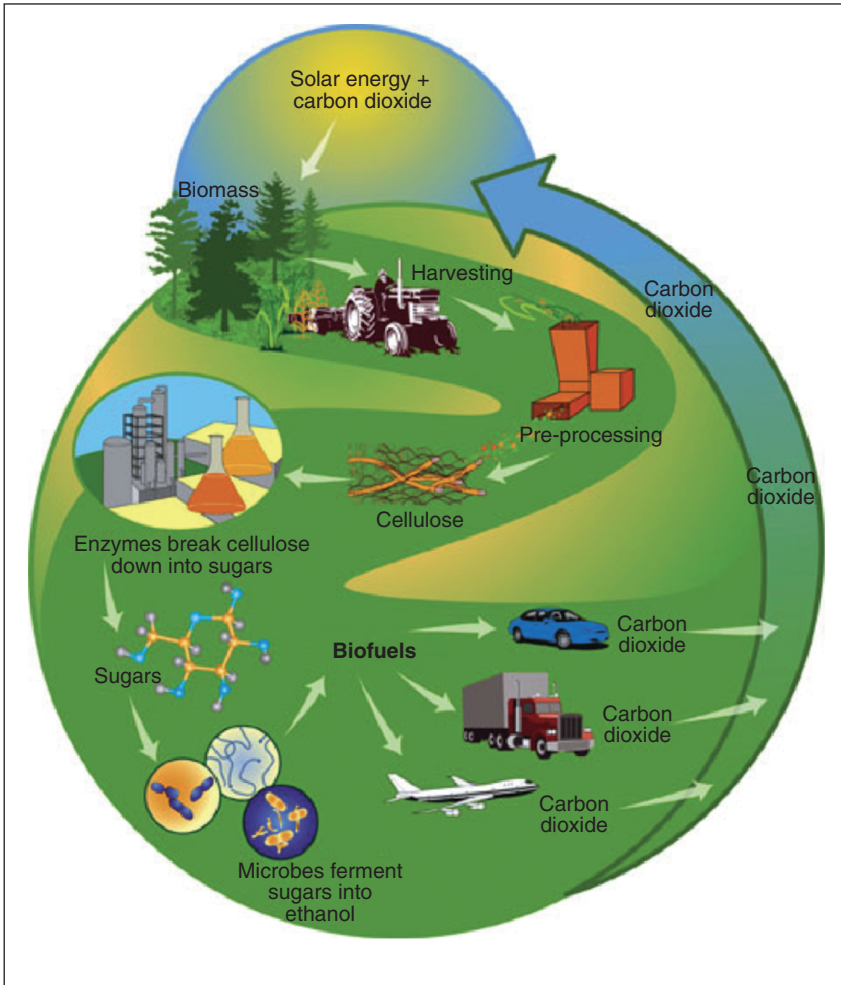 Solar energy +
carbon dioxide
Biomass
Harvesting
Carbon
dioxide
Pre-processing
Carbon
dioxide
Cellulose
Enzymes break cellulose
down into sugars
Sugars
Biofuels
Carbon
dioxide
Carbon
dioxide
Carbon
dioxide
Microbes ferment
sugars into
ethanol